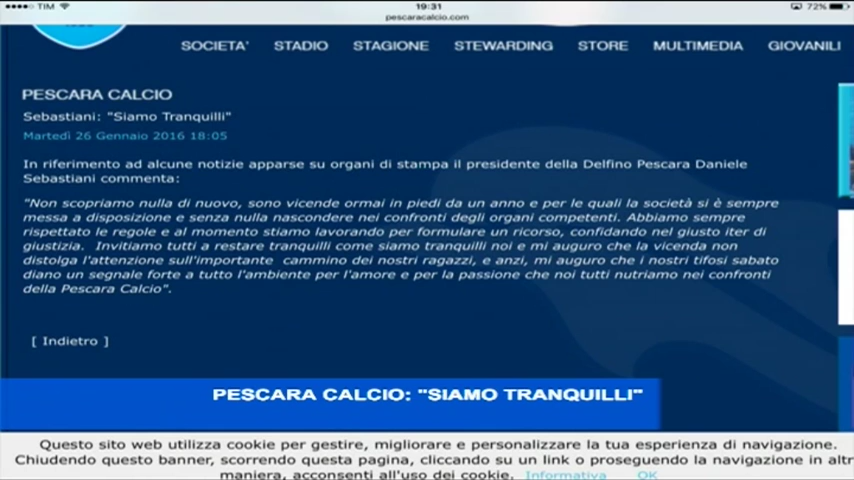 TIM
19:31
72%
pescaracalcio.com
SOCIETA' STADIO STAGIONE STEWARDING STORE MULTIMEDIA GIOVANILI
PESCARA CALCIO
Sebastiani: "Siamo Tranquilli"
Martedì 26 Gennaio 2016 18:05
In riferimento ad alcune notizie apparse su organi di stampa il presidente della Delfino Pescara Daniele
Sebastiani commenta:
"Non scopriamo nulla di nuovo, sono vicende ormai in piedi da un anno e per le quali la società si è sempre
messa a disposizione e senza nulla nascondere nei confronti degli organi competenti. Abbiamo sempre
rispettato le regole e al momento stiamo lavorando per formulare un ricorso, confidando nel giusto iter di
giustizia. Invitiamo tutti a restare tranquilli come siamo tranquilli noi e mi auguro che la vicenda non
distolga l'attenzione sull'importante cammino dei nostri ragazzi, e anzi, mi auguro che i nostri tifosi sabato
diano un segnale forte a tutto l'ambiente per l'amore e per la passione che noi tutti nutriamo nei confronti
della Pescara Calcio".
[ Indietro ]
PESCARA CALCIO: "SIAMO TRANQUILLI"
Questo sito web utilizza cookie per gestire, migliorare e personalizzare la tua esperienza di navigazione.
Chiudendo questo banner, scorrendo questa pagina, cliccando su un link o proseguendo la navigazione in altr
maniera, acconsenti all'uso dei cookie. Informativa OK